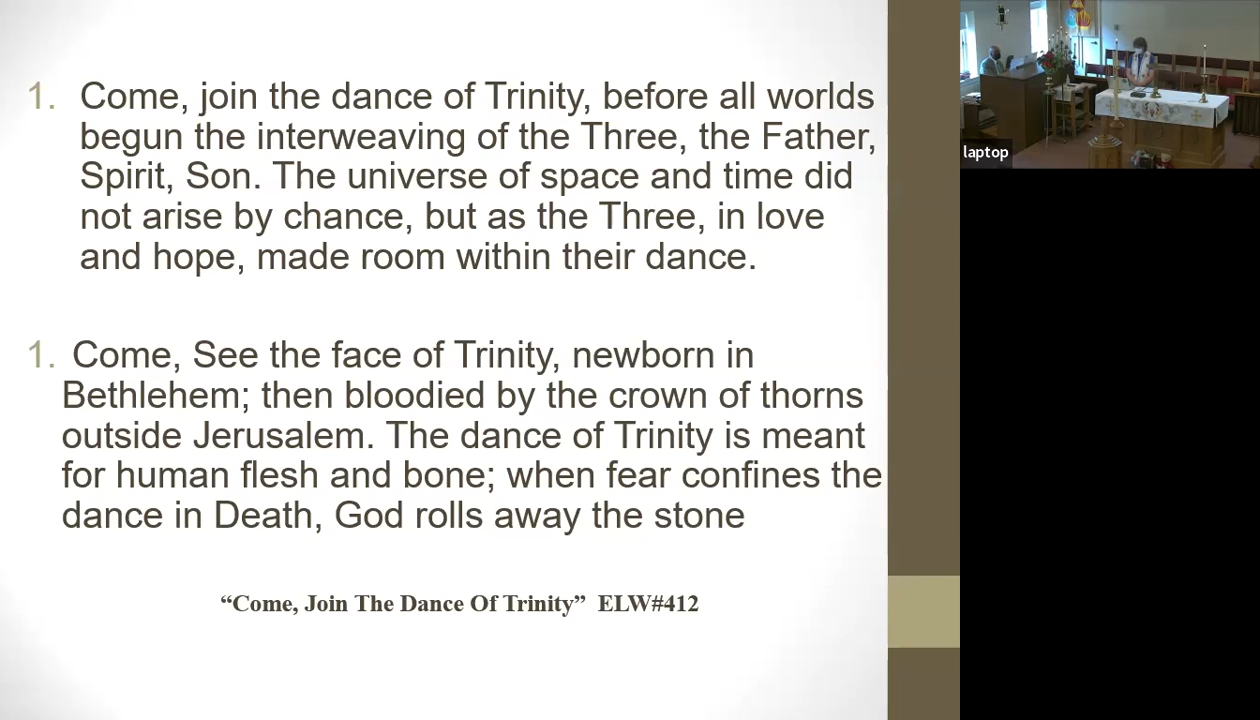 1. Come, join the dance of Trinity, before all worlds
begun the interweaving of the Three, the Father,
Spirit, Son. The universe of space and time did
not arise by chance, but as the Three, in love
and hope, made room within their dance.
1. Come, See the face of Trinity, newborn in
Bethlehem; then bloodied by the crown of thorns
outside Jerusalem. The dance of Trinity is meant
for human flesh and bone; when fear confines the
dance in Death, God rolls away the stone
“Come, Join The Dance Of Trinity” ELW#412
laptop